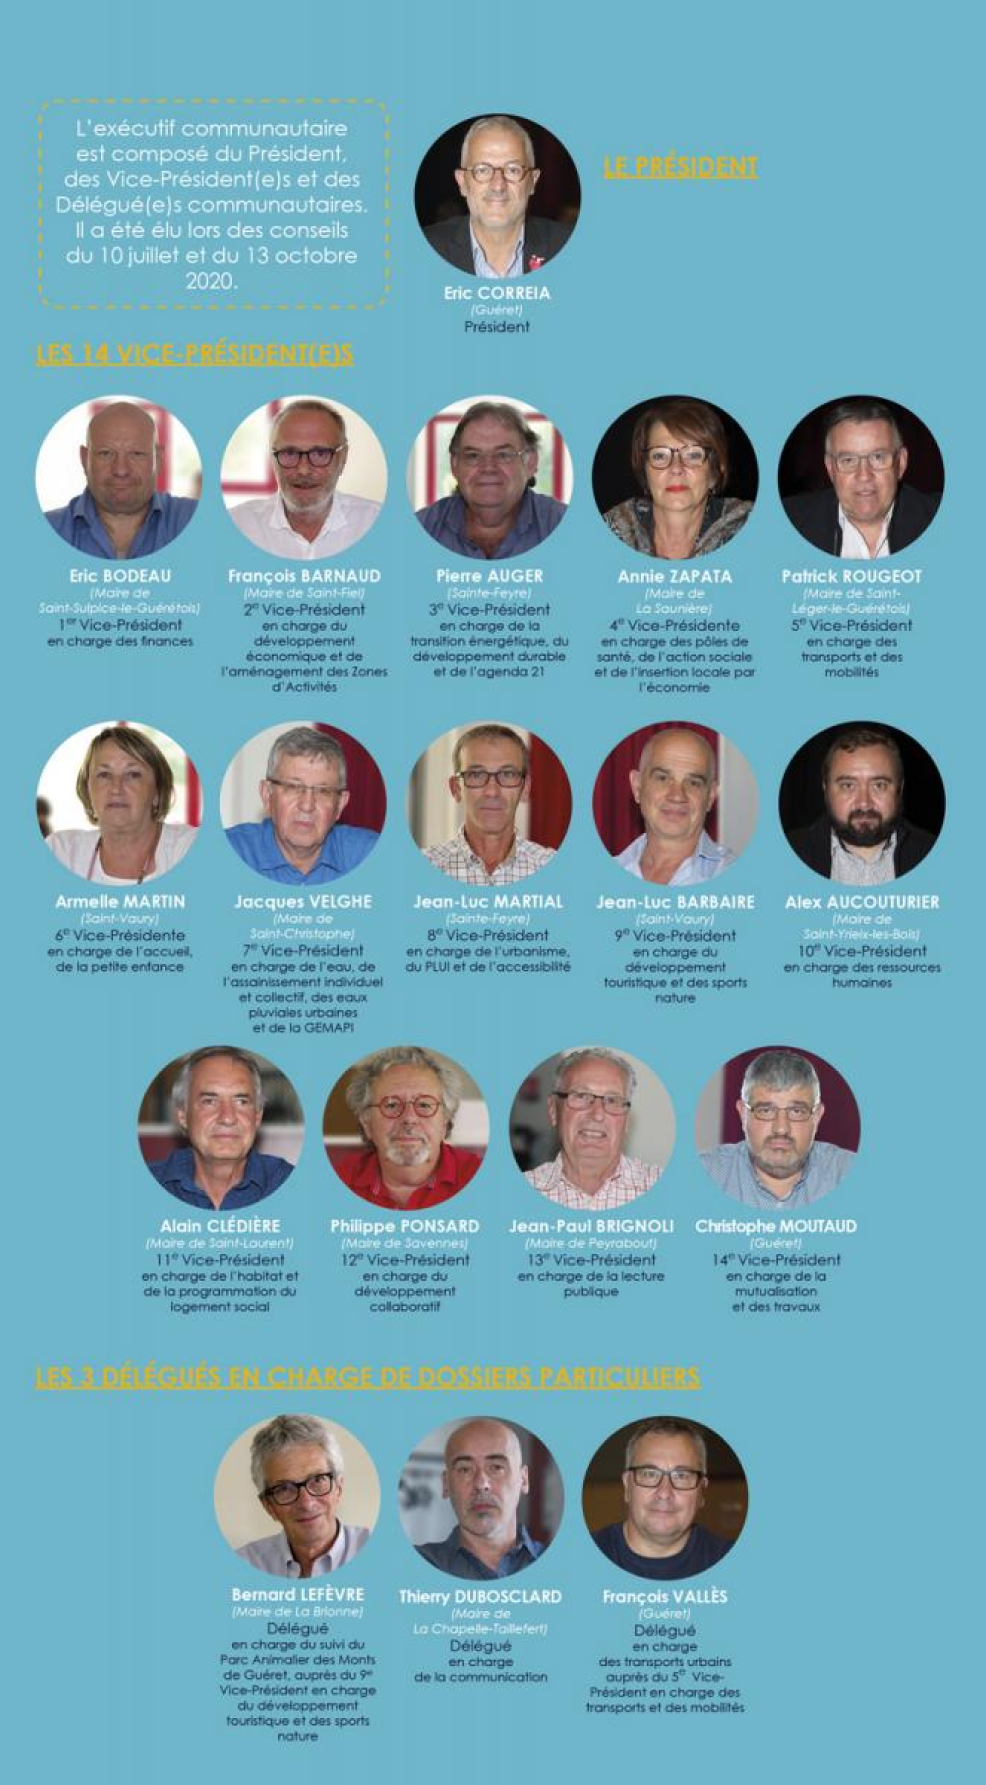 L'exécutif communautaire
est composé du Président,
des Vice-Président(e)s et des
Délégué(e)s communautaires.
Il a été élu lors des conseils
du 10 juillet et du 13 octobre
2020.
LE PRÉSIDENT
Eric CORREIA
(Guéret)
Président
LES 14 VICE-PRÉSIDENT(E)S
Eric BODEAU
(Maire de
Saint-Sulpice-le-Guérétois)
1er Vice-Président
en charge des finances
François BARNAUD
(Maire de Saint-Fiel)
2e Vice-Président
en charge du
développement
économique et de
l'aménagement des Zones
d'Activités
Pierre AUGER
(Sainte-Feyre)
3e Vice-Président
en charge de la
transition énergétique, du
développement durable
et de l'agenda 21
Annie ZAPATA
(Maire de
La Saunière)
4e Vice-Présidente
en charge des pôles de
santé, de l'action sociale
et de l'insertion locale par
l'économie
Patrick ROUGEOT
(Maire de Saint-
Léger-le-Guérétois)
5e Vice-Président
en charge des
transports et des
mobilités
Armelle MARTIN
(Saint-Vaury)
6e Vice-Présidente
en charge de l'accueil,
de la petite enfance
Jacques VELGHE
(Maire de
Saint-Christophe)
7e Vice-Président
en charge de l'eau, de
l'assainissement individuel
et collectif, des eaux
pluviales urbaines
et de la GEMAPI
Jean-Luc MARTIAL
(Sainte-Feyre)
8e Vice-Président
en charge de l'urbanisme,
du PLUI et de l'accessibilité
Jean-Luc BARBAIRE
(Saint-Vaury)
9e Vice-Président
en charge du
développement
touristique et des sports
nature
Alex AUCOUTURIER
(Maire de
Saint-Yrieix-les-Bois)
10e Vice-Président
en charge des ressources
humaines
Alain CLÉDIÈRE
(Maire de Saint-Laurent)
11e Vice-Président
en charge de l'habitat et
de la programmation du
logement social
Philippe PONSARD
(Maire de Savennes)
12e Vice-Président
en charge du
développement
collaboratif
Jean-Paul BRIGNOLI
(Maire de Peyrabout)
13e Vice-Président
en charge de la lecture
publique
Christophe MOUTAUD
(Guéret)
14e Vice-Président
en charge de la
mutualisation
et des travaux
LES 3 DÉLÉGUÉS EN CHARGE DE DOSSIERS PARTICULIERS
Bernard LEFÈVRE
(Maire de La Brionne)
Délégué
en charge du suivi du
Parc Animalier des Monts
de Guéret, auprès du 9e
Vice-Président en charge
du développement
touristique et des sports
nature
Thierry DUBOSCLARD
(Maire de
La Chapelle-Taillefert)
Délégué
en charge
de la communication
François VALLÈS
(Guéret)
Délégué
en charge
des transports urbains
auprès du 5e Vice-
Président en charge des
transports et des mobilités